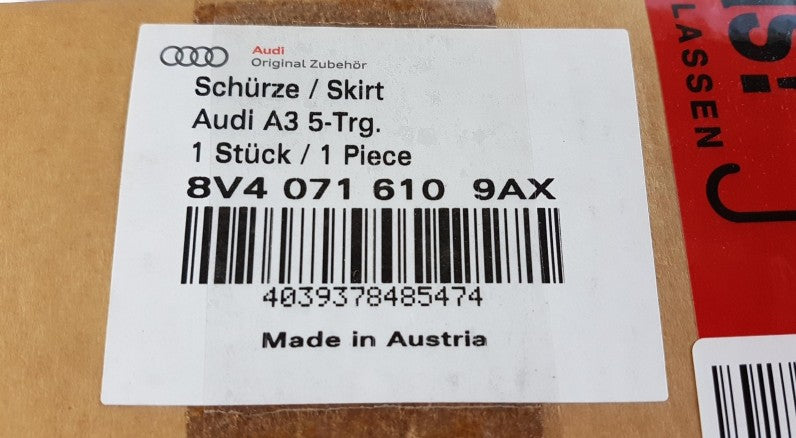 Audi
Original Zubehör
Schürze / Skirt
Audi A3 5-Trg.
1 Stück / 1 Piece
8V4 071 610 9AX
4039378485474
Made in Austria
LASSEN